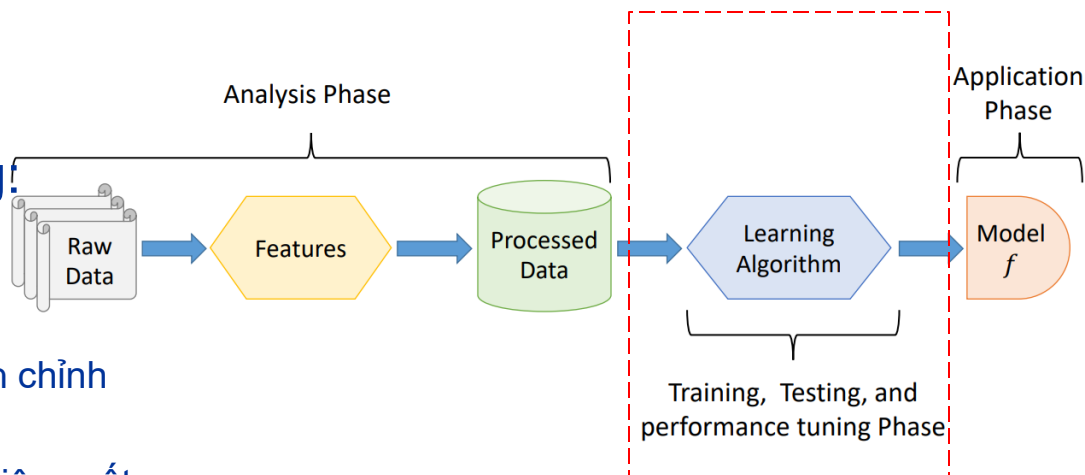 Analysis Phase
Application
Phase
g:
Raw
Data
Features
Processed
Data
Learning
Algorithm
Model
f
chỉnh
Training, Testing, and
performance tuning Phase